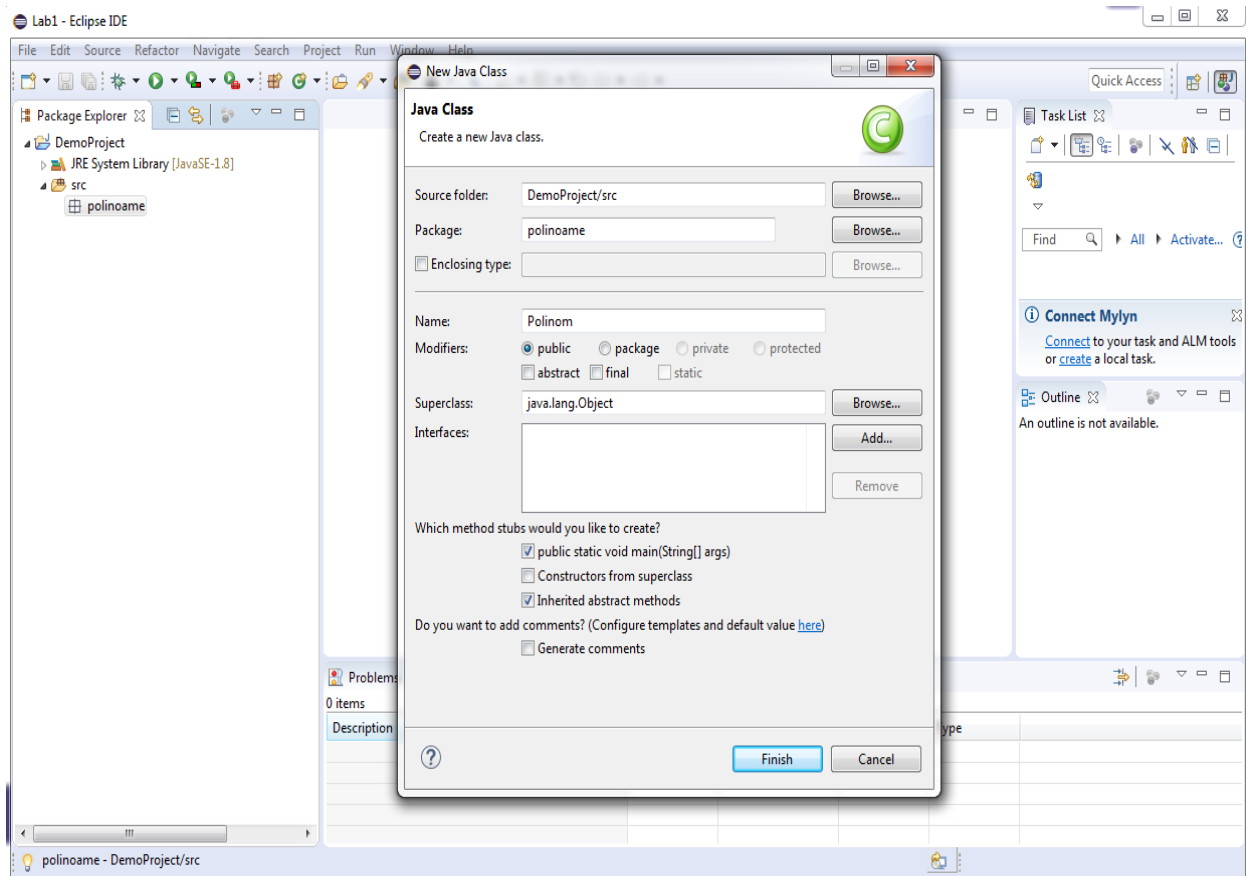 Lab1 - Eclipse IDE
File Edit Source Refactor Navigate Search Project Run Window Help
Quick Access
Package Explorer
DemoProject
JRE System Library [JavaSE-1.8]
src
polinoame
New Java Class
Java Class
Create a new Java class.
Source folder: DemoProject/src Browse...
Package: polinoame Browse...
Enclosing type: Browse...
Name: Polinom
Modifiers: public package private protected
abstract final static
Superclass: java.lang.Object Browse...
Interfaces: Add...
Remove
Which method stubs would you like to create?
public static void main(String[] args)
Constructors from superclass
Inherited abstract methods
Do you want to add comments? (Configure templates and default value here)
Generate comments
Finish Cancel
Task List
Find All Activate...
Connect Mylyn
Connect to your task and ALM tools
or create a local task.
Outline
An outline is not available.
Problems
0 items
Description
polinoame - DemoProject/src